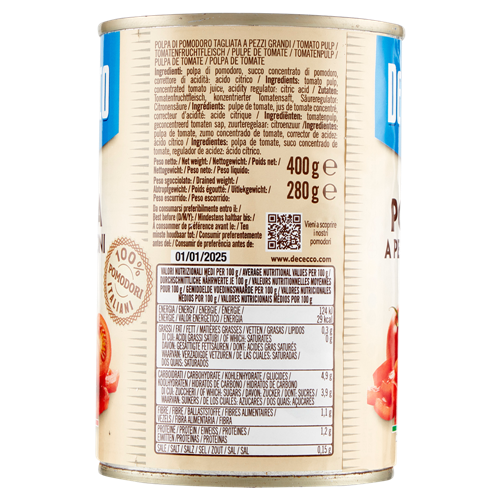 POLPA DI POMODORO TAGLIATA A PEZZI GRANDI / TOMATO PULP /
TOMATENFRUCHTFLEISCH / PULPE DE TOMATE / TOMATENPULP /
PULPA DE TOMATE / POLPA DE TOMATE
Ingredienti: polpa di pomodoro, succo concentrato di pomodoro,
correttore di acidità: acido citrico / Ingredients: tomato pulp,
concentrated tomato juice, acidity regulator: citric acid / Zutaten:
Tomatenfruchtfleisch, konzentrierter Tomatensaft, Säureregulator:
Citronensäure / pulpe de tomate, jus de tomate concentré,
correcteur d'acidité: acide citrique / Ingrediënten: tomatenpulp,
tomaten sap, zuurteregelaar: citroenzuur /
pulpa de tomate, zumo concentrado de tomate, corrector de acidez:
ácido cítrico / Ingredientes: polpa de tomate, suco
de tomate, regulador de acidez: ácido cítrico.
Peso netto / Net weight: / Nettogewicht: / Poids net: /
Nettogewicht: / Peso neto: / Peso líquido:
400 g e
Peso sgocciolato: / Drained weight: /
Abtropfgewicht: / Poids égoutté: / Uitlekgewicht: /
Peso escurrido: / Peso escorrido:
280 g e
Da consumarsi preferibilmente entro il: /
Best before (D/M/Y): / Mindestens haltbar bis: /
À consommer de préférence avant le: / Ten
minste houdbaar tot: / Consumir preferentemente
antes del: / Consumir de preferência antes de:
01/01/2025
Vieni a scoprire
i nostri
pomodori
www.dececco.com
100%
POMODORI
ITALIANI
VALORI NUTRIZIONALI MEDI PER 100 g / AVERAGE NUTRITIONAL VALUES PER 100 g /
DURCHSCHNITTLICHE NÄHRWERTE JE 100 g / VALEURS NUTRITIONNELLES MOYENNES
POUR 100 g / GEMIDDELDE VOEDINGSWAARDE PER 100 g / VALORES NUTRICIONALES
MEDIOS POR 100 g / VALORES NUTRICIONAIS MÉDIOS POR 100 g
ENERGIA / ENERGY / ENERGIE / ÉNERGIE / ENERGIE /
ENERGÍA / VALOR ENERGÉTICO / ENERGIA
124 kJ
29 kcal
GRASSI / FAT / FETT / MATIÈRES GRASSES / VETTEN / GRASAS / LIPIDOS
0,3 g
DI CUI: ACIDI GRASSI SATURI / OF WHICH: SATURATES
0 g
DAVON: GESÄTTIGTE FETTSÄUREN / DONT: ACIDES GRAS SATURÉS
WAARVAN: VERZADIGDE VETZUREN / DE LAS CUALES: SATURADAS /
DOS QUAIS: SATURADOS
CARBOIDRATI / CARBOHYDRATE / KOHLENHYDRATE / GLUCIDES /
4,9 g
KOOLHYDRATEN / HIDRATOS DE CARBONO / HIDRATOS DE CARBONO
DI CUI: ZUCCHERI / OF WHICH: SUGARS / DAVON: ZUCKER / DONT: SUCRES /
3,9 g
WAARVAN: SUIKERS / DE LOS CUALES: AZÚCARES / DOS QUAIS: AÇÚCARES
FIBRE / FIBRE / BALLASTSTOFFE / FIBRES ALIMENTAIRES /
1,1 g
VEZELS / FIBRA ALIMENTARIA / FIBRA
PROTEINE / PROTEIN / EIWEISS / PROTÉINES /
1,2 g
EIWITTEN / PROTEÍNAS / PROTEÍNAS
SALE / SALT / SALZ / SEL / ZOUT / SAL / SAL
0,15 g